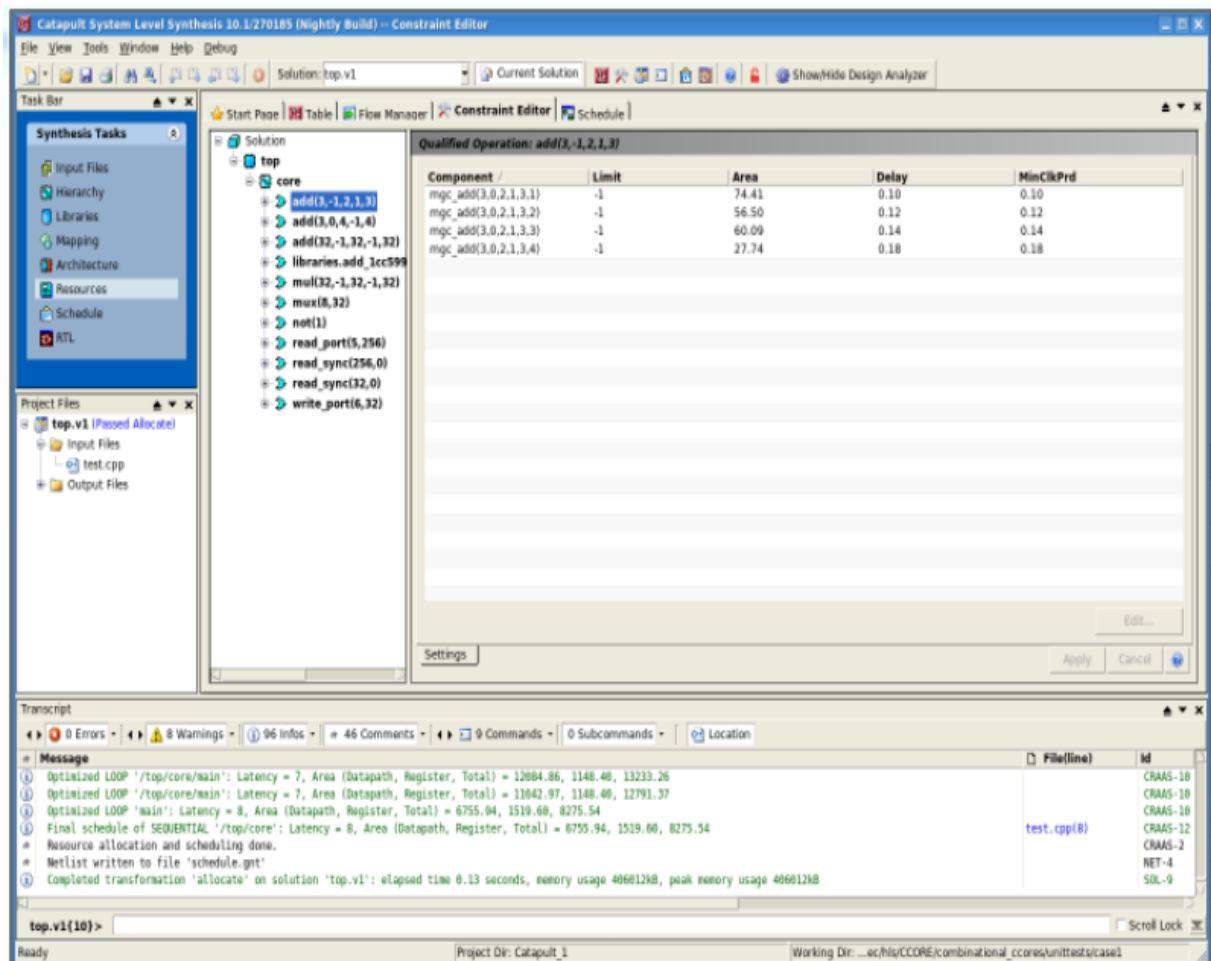 Catapult System Level Synthesis 10.1/270185 (Nightly Build) -- Constraint Editor
File View Tools Window Help Debug
Solution: top.v1 Current Solution Show/Hide Design Analyzer
Task Bar
Synthesis Tasks
Input Files
Hierarchy
Libraries
Mapping
Architecture
Resources
Schedule
RTL
Project Files
top.v1 (Passed Allocate)
Input Files
test.cpp
Output Files
Start Page Table Flow Manager Constraint Editor Schedule
Solution
top
core
add(3,-1,2,1,3)
add(3,0,4,-1,4)
add(32,-1,32,-1,32)
libraries.add_1cc599
mul(32,-1,32,-1,32)
mux(8,32)
not(1)
read_port(5,256)
read_sync(256,0)
read_sync(32,0)
write_port(6,32)
Qualified Operation: add(3,-1,2,1,3)
Component / Limit Area Delay MinClkPrd
mgc_add(3,0,2,1,3,1) -1 74.41 0.10 0.10
mgc_add(3,0,2,1,3,2) -1 56.50 0.12 0.12
mgc_add(3,0,2,1,3,3) -1 60.09 0.14 0.14
mgc_add(3,0,2,1,3,4) -1 27.74 0.18 0.18
Edit...
Settings
Apply Cancel
Transcript
0 Errors 8 Warnings 96 Infos 46 Comments 9 Commands 0 Subcommands Location
Message File(line) Id
Optimized LOOP '/top/core/main': Latency = 7, Area (Datapath, Register, Total) = 12084.86, 1148.40, 13233.26 CRAAS-10
Optimized LOOP '/top/core/main': Latency = 7, Area (Datapath, Register, Total) = 11642.97, 1148.40, 12791.37 CRAAS-10
Optimized LOOP 'main': Latency = 8, Area (Datapath, Register, Total) = 6755.94, 1519.60, 8275.54 CRAAS-10
Final schedule of SEQUENTIAL '/top/core': Latency = 8, Area (Datapath, Register, Total) = 6755.94, 1519.60, 8275.54 test.cpp(8) CRAAS-12
# Resource allocation and scheduling done. CRAAS-2
# Netlist written to file 'schedule.gnt' NET-4
Completed transformation 'allocate' on solution 'top.v1': elapsed time 0.13 seconds, memory usage 406012kB, peak memory usage 406012kB SOL-9
top.v1{10}> Scroll Lock
Ready Project Dir: Catapult_1 Working Dir: ...ec/hls/CCORE/combinational_ccores/unittests/case1